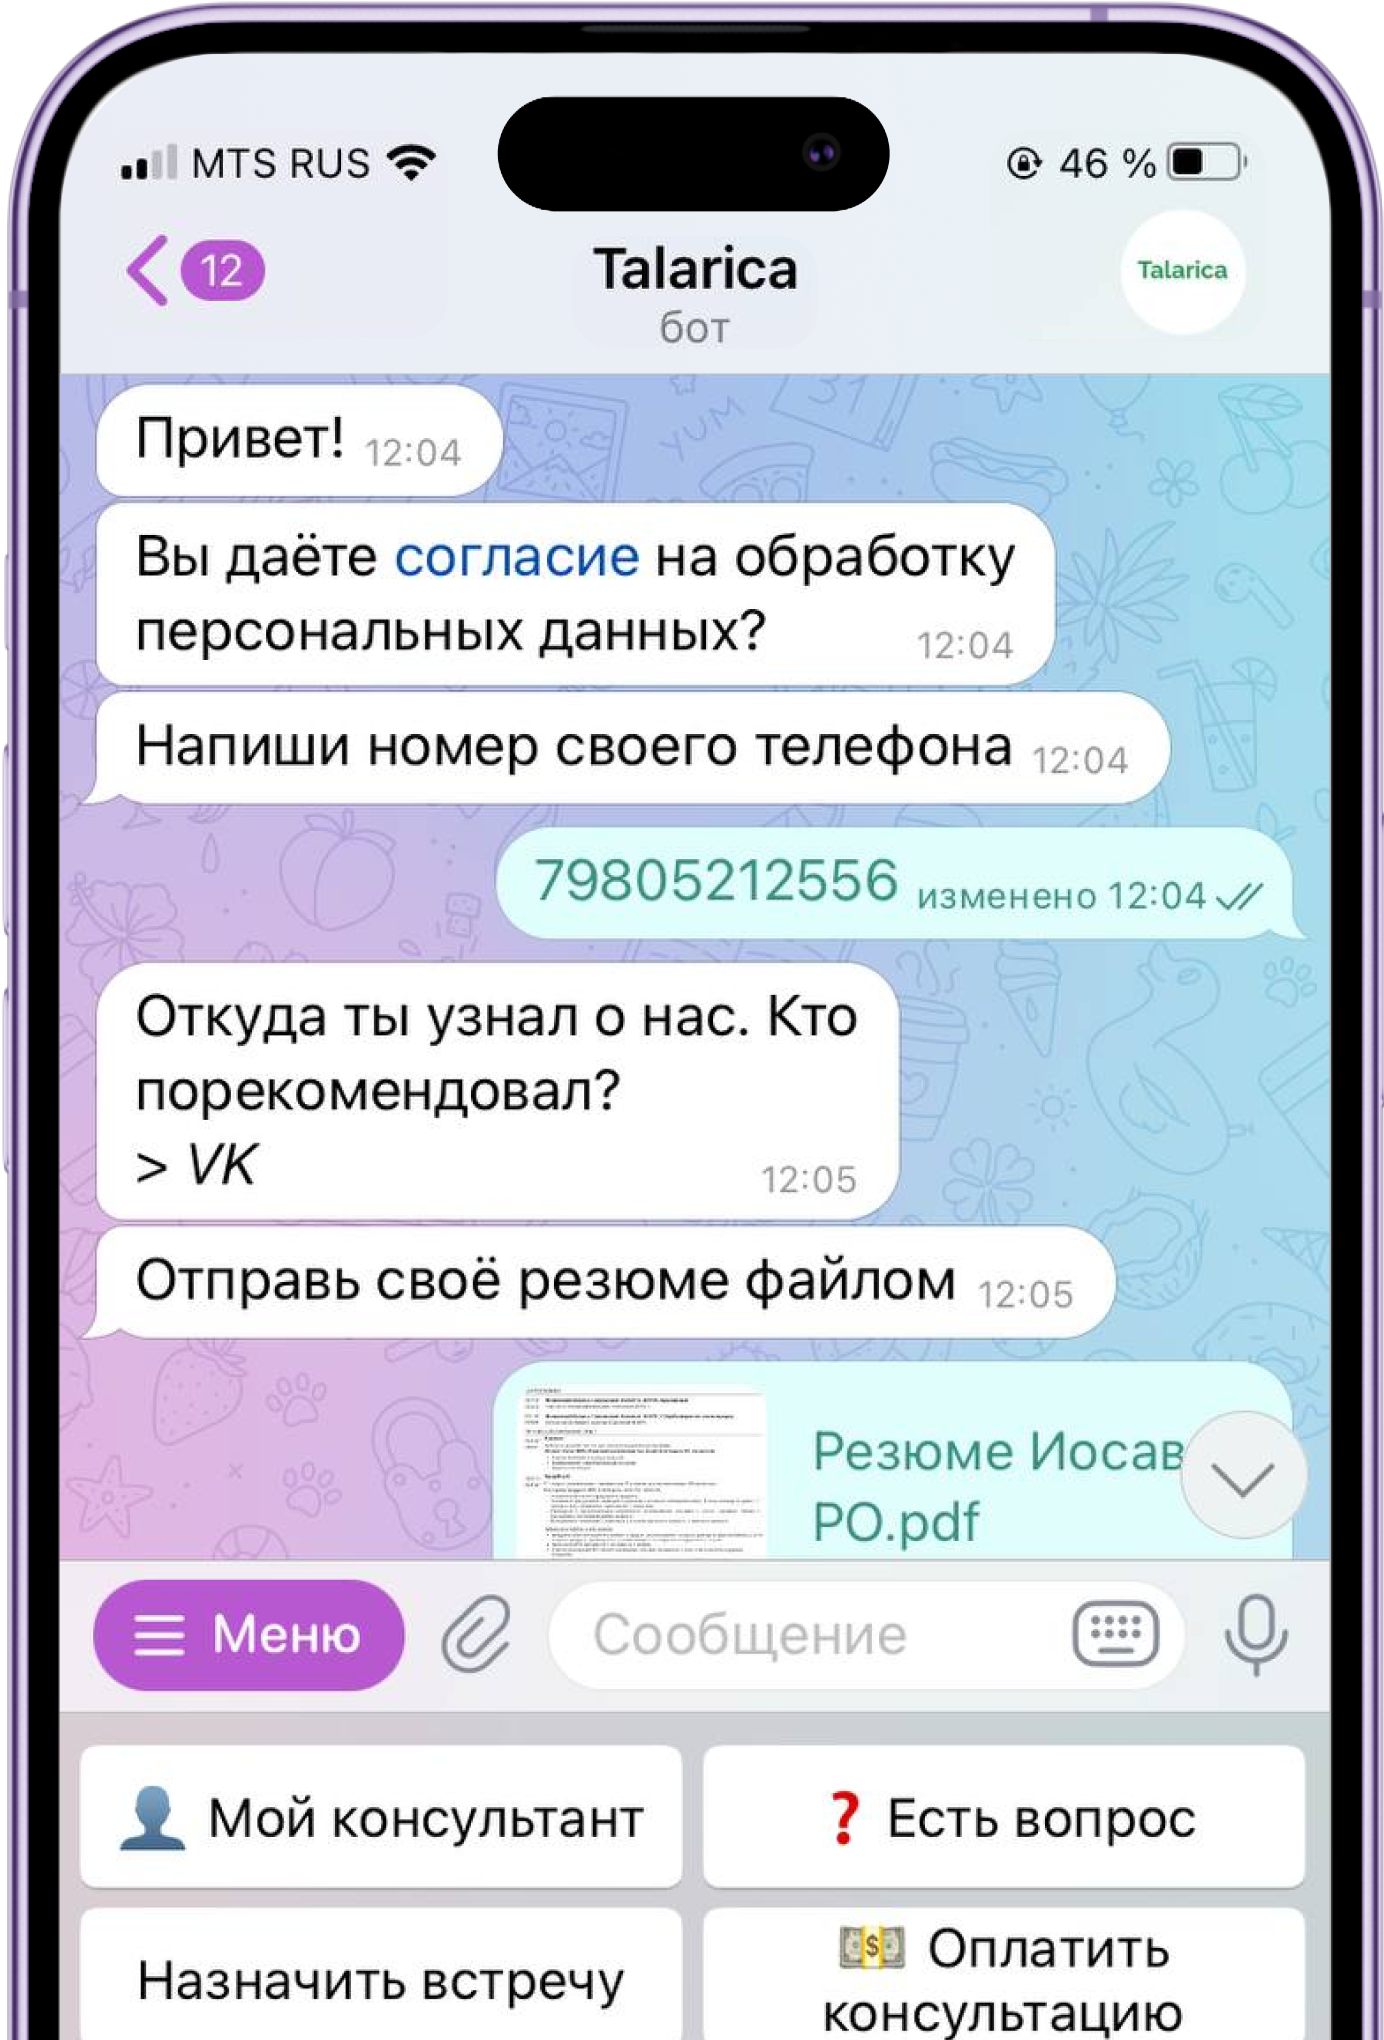 MTS RUS 46 %
12 Talarica Talarica
бот
31
YUM
Привет! 12:04
Вы даёте согласие на обработку
персональных данных? 12:04
Напиши номер своего телефона 12:04
79805212556 изменено 12:04
Откуда ты узнал о нас. Кто
порекомендовал?
> VK 12:05
Отправь своё резюме файлом 12:05
Резюме Иосав
РО.pdf
Меню Сообщение
Мой консультант ❓ Есть вопрос
Назначить встречу 💵 Оплатить
консультацию